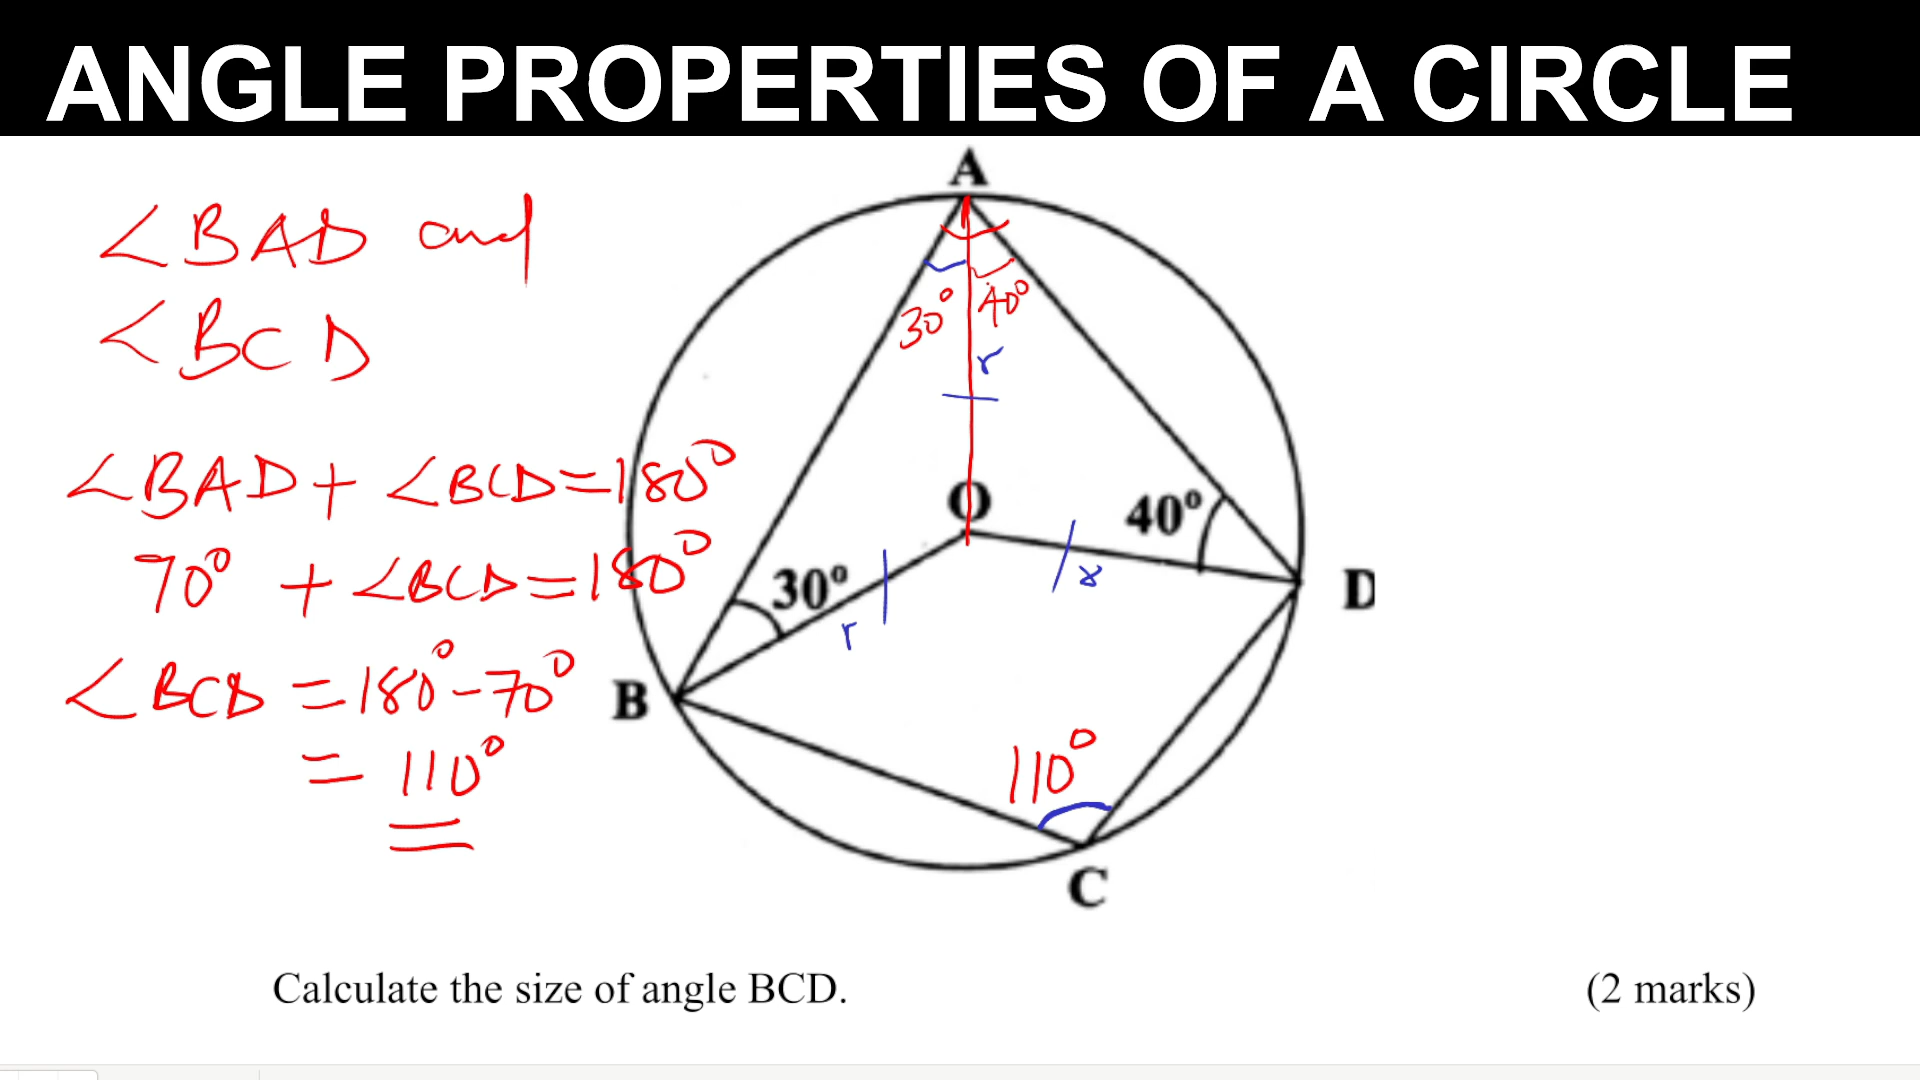 ANGLE PROPERTIES OF A CIRCLE
A
∠BAD and
∠BCD
30° 40°
r
∠BAD + ∠BCD = 180°
O
40°
70° + ∠BCD = 180°
30°
r
D
∠BCD = 180° - 70°
B
= 110°
110°
C
Calculate the size of angle BCD.
(2 marks)